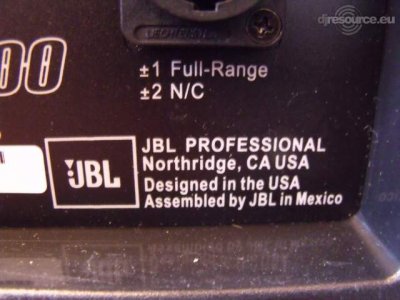 djresource.eu
00
±1 Full-Range
±2 N/C
JBL PROFESSIONAL
Northridge, CA USA
JBL
Designed in the USA
Assembled by JBL in Mexico